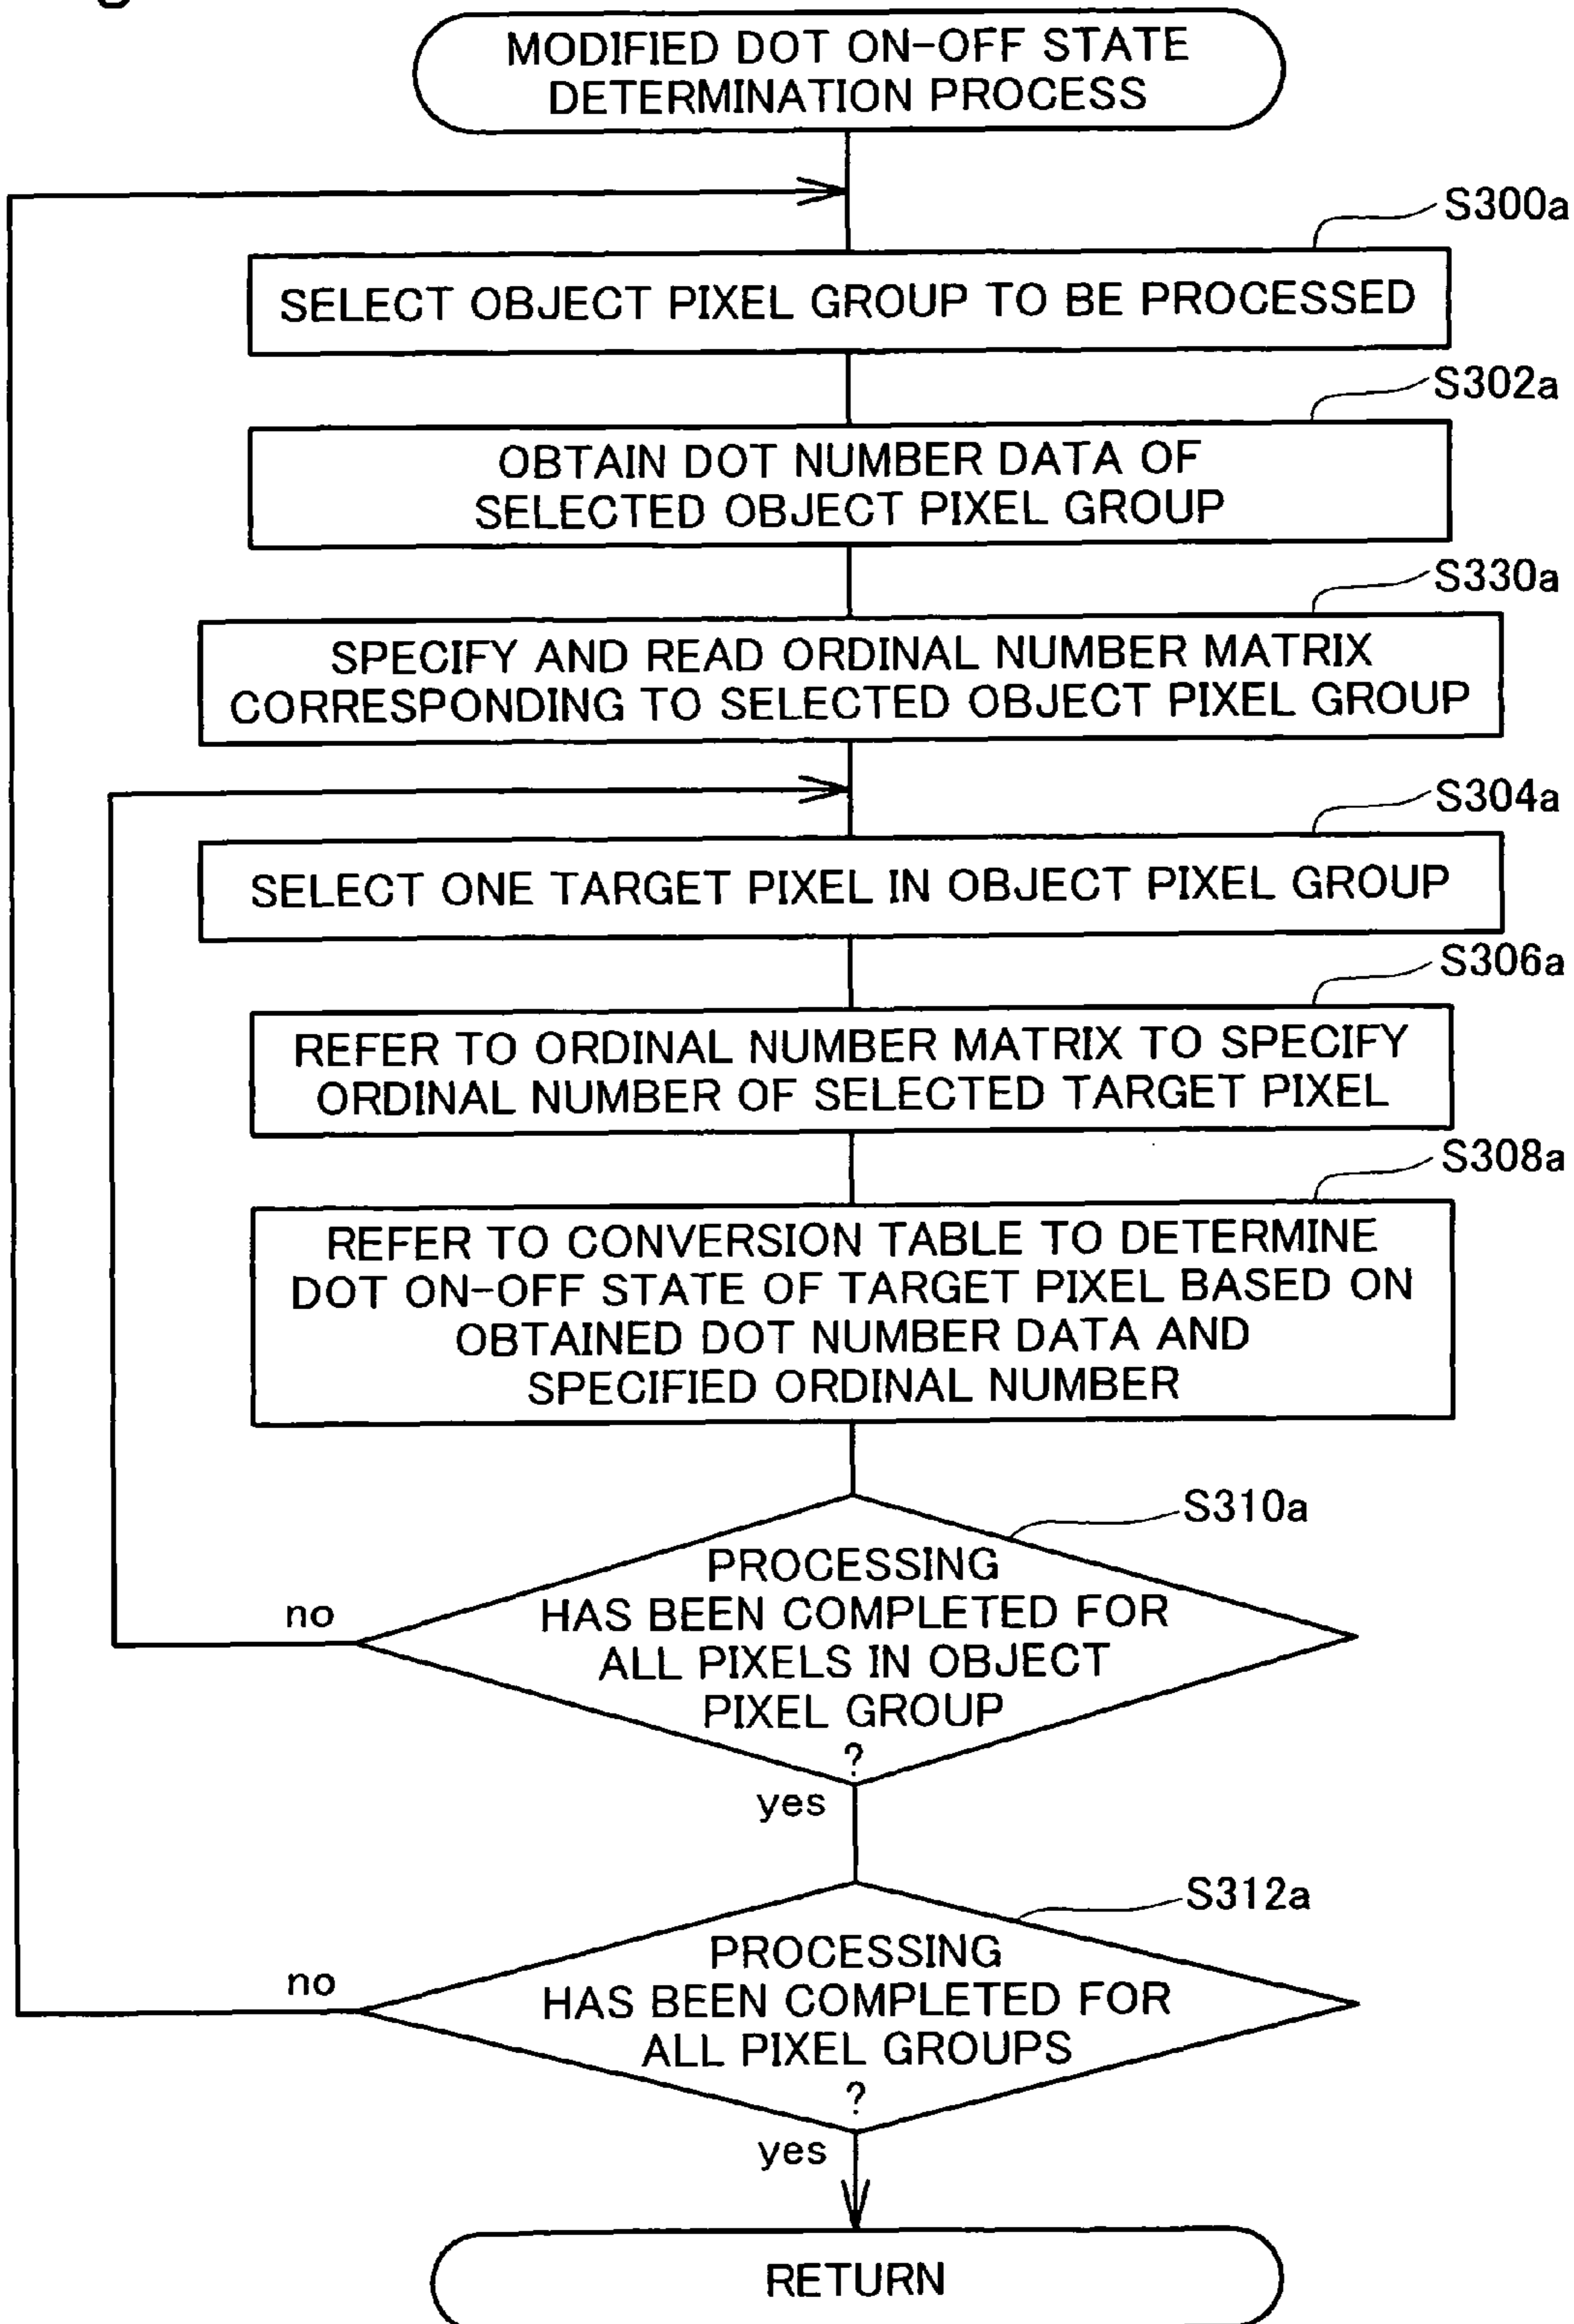 MODIFIED DOT ON-OFF STATE
DETERMINATION PROCESS
S300a
SELECT OBJECT PIXEL GROUP TO BE PROCESSED
S302a
OBTAIN DOT NUMBER DATA OF
SELECTED OBJECT PIXEL GROUP
S330a
SPECIFY AND READ ORDINAL NUMBER MATRIX
CORRESPONDING TO SELECTED OBJECT PIXEL GROUP
S304a
SELECT ONE TARGET PIXEL IN OBJECT PIXEL GROUP
S306a
REFER TO ORDINAL NUMBER MATRIX TO SPECIFY
ORDINAL NUMBER OF SELECTED TARGET PIXEL
S308a
REFER TO CONVERSION TABLE TO DETERMINE
DOT ON-OFF STATE OF TARGET PIXEL BASED ON
OBTAINED DOT NUMBER DATA AND
SPECIFIED ORDINAL NUMBER
S310a
PROCESSING
HAS BEEN COMPLETED FOR
ALL PIXELS IN OBJECT
PIXEL GROUP
?
no
yes
S312a
PROCESSING
HAS BEEN COMPLETED FOR
ALL PIXEL GROUPS
?
no
yes
RETURN